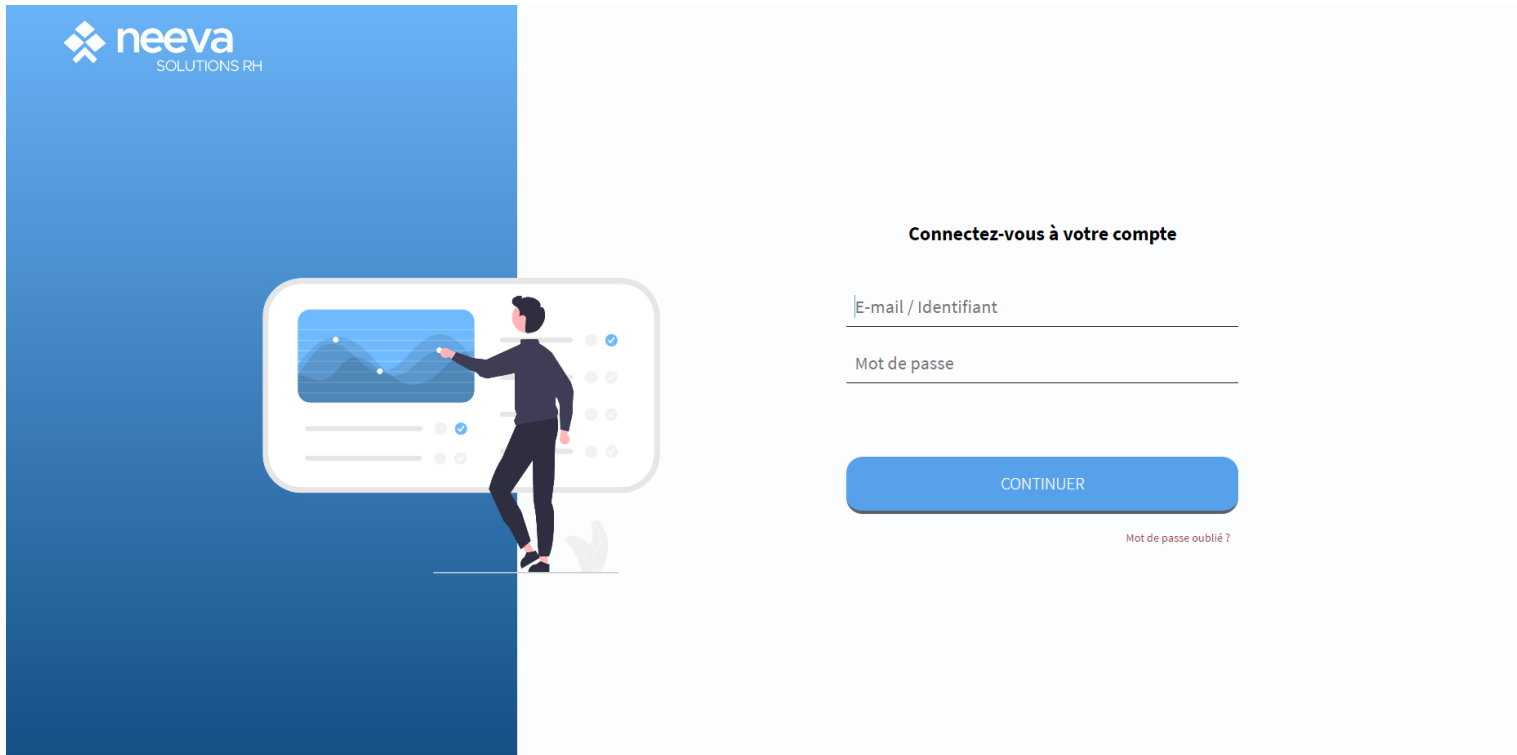 neeva
SOLUTIONS RH
Connectez-vous à votre compte
E-mail / Identifiant
Mot de passe
CONTINUER
Mot de passe oublié ?